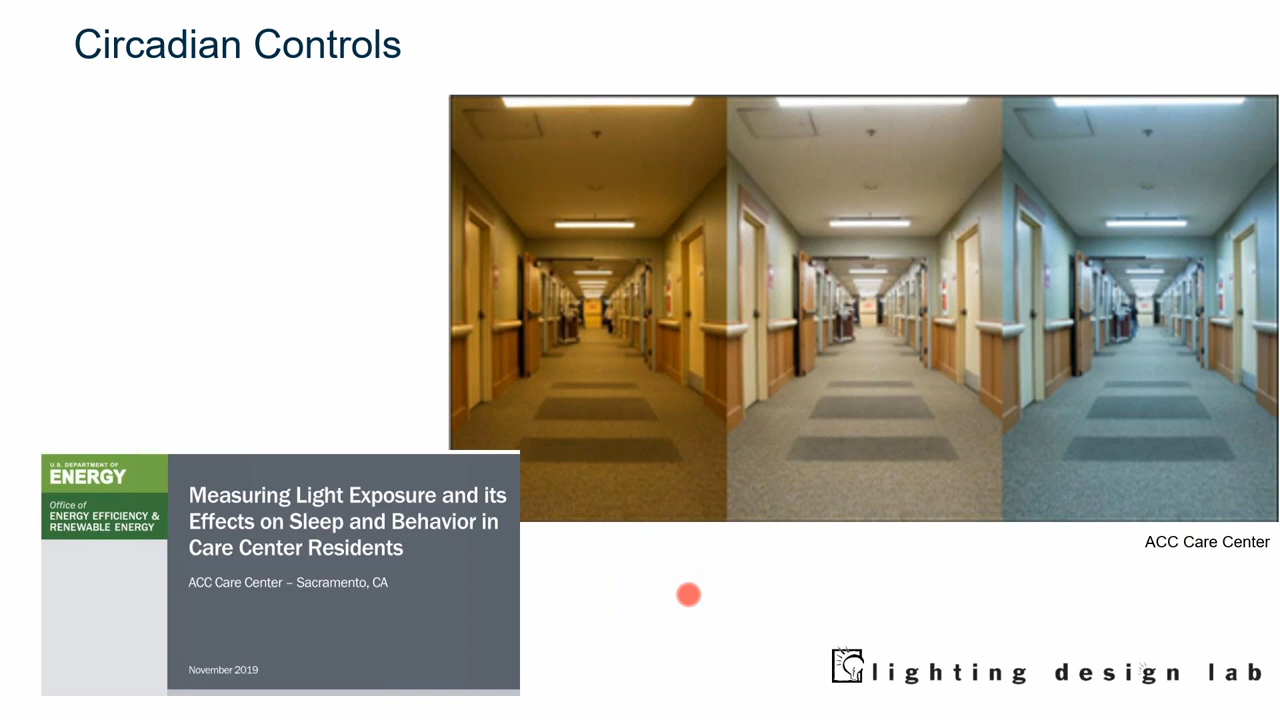 Circadian Controls
U.S. DEPARTMENT OF
ENERGY
Office of
ENERGY EFFICIENCY &
RENEWABLE ENERGY
Measuring Light Exposure and its
Effects on Sleep and Behavior in
Care Center Residents
ACC Care Center – Sacramento, CA
November 2019
ACC Care Center
lighting design lab